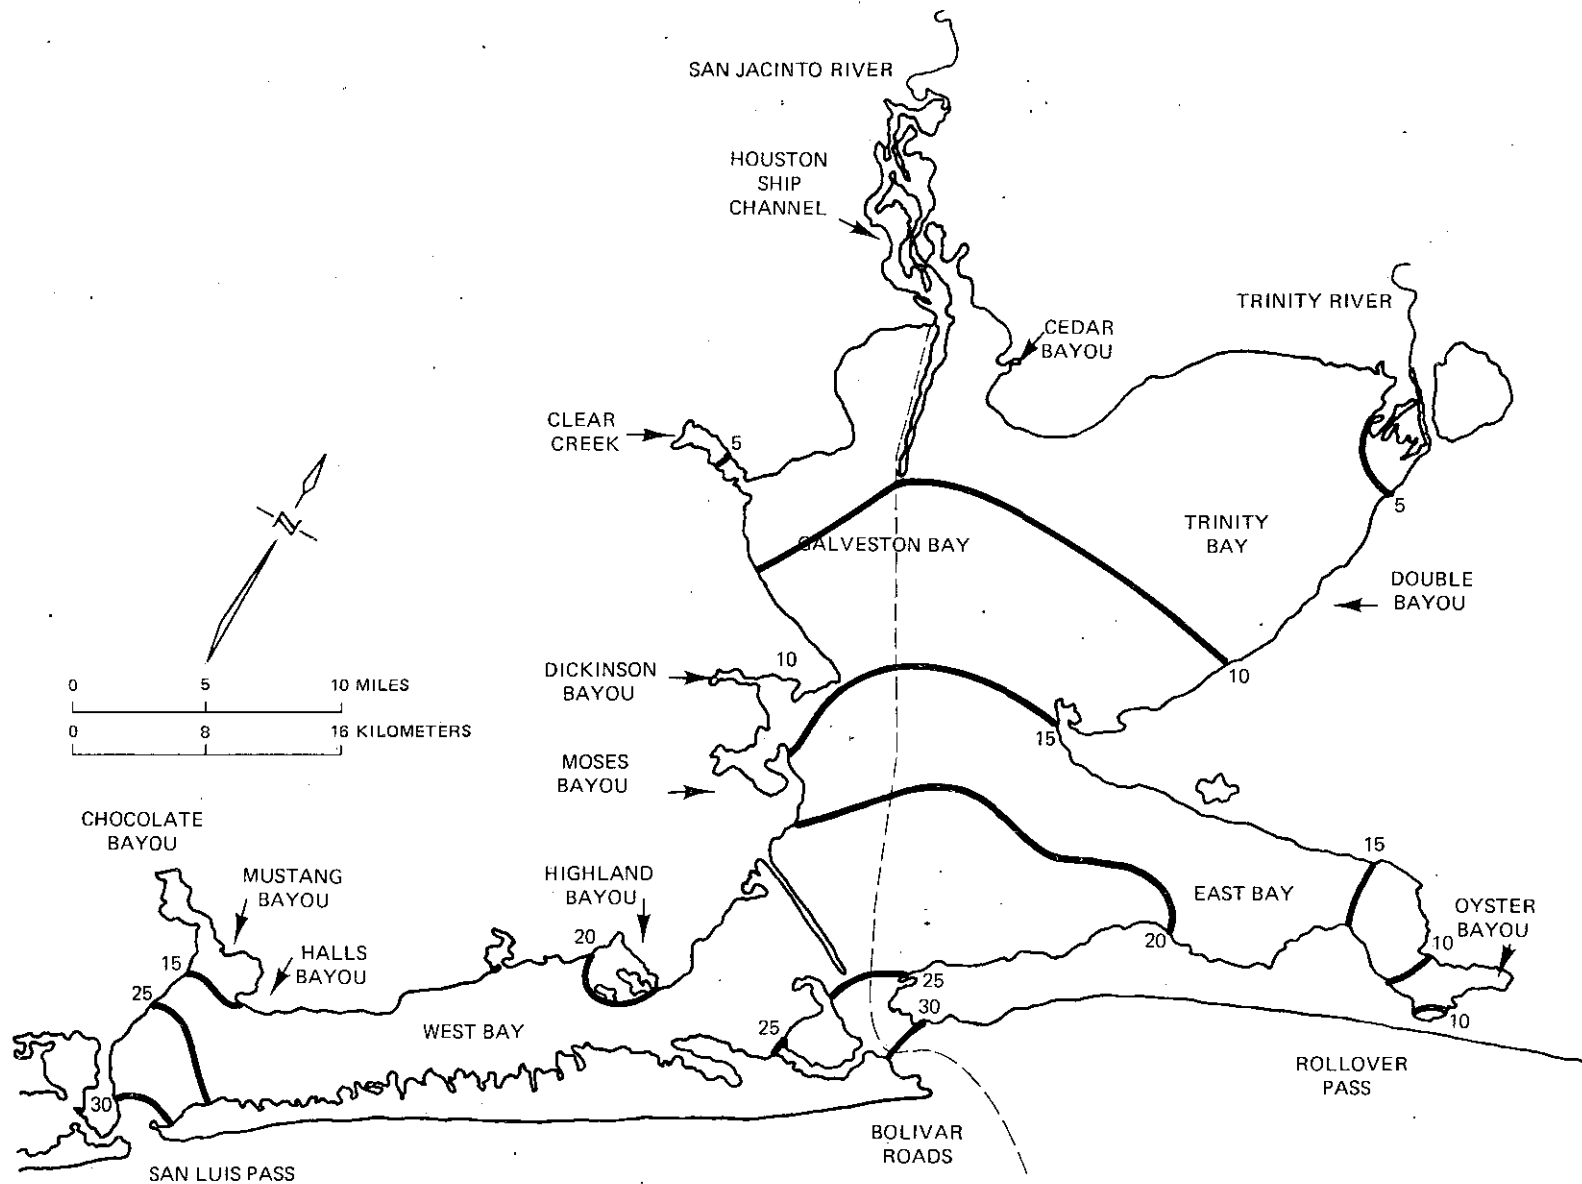 SAN JACINTO RIVER
HOUSTON
SHIP
CHANNEL
TRINITY RIVER
CEDAR
BAYOU
CLEAR
CREEK
5
5
N
TRINITY
BAY
GALVESTON BAY
DOUBLE
BAYOU
10
DICKINSON
BAYOU
10
0 5 10 MILES
0 8 16 KILOMETERS
15
MOSES
BAYOU
CHOCOLATE
BAYOU
15
MUSTANG
BAYOU
HIGHLAND
BAYOU
EAST BAY
OYSTER
BAYOU
20
20
10
HALLS
BAYOU
15
25
25
30
10
WEST BAY
25
ROLLOVER
PASS
30
BOLIVAR
ROADS
SAN LUIS PASS